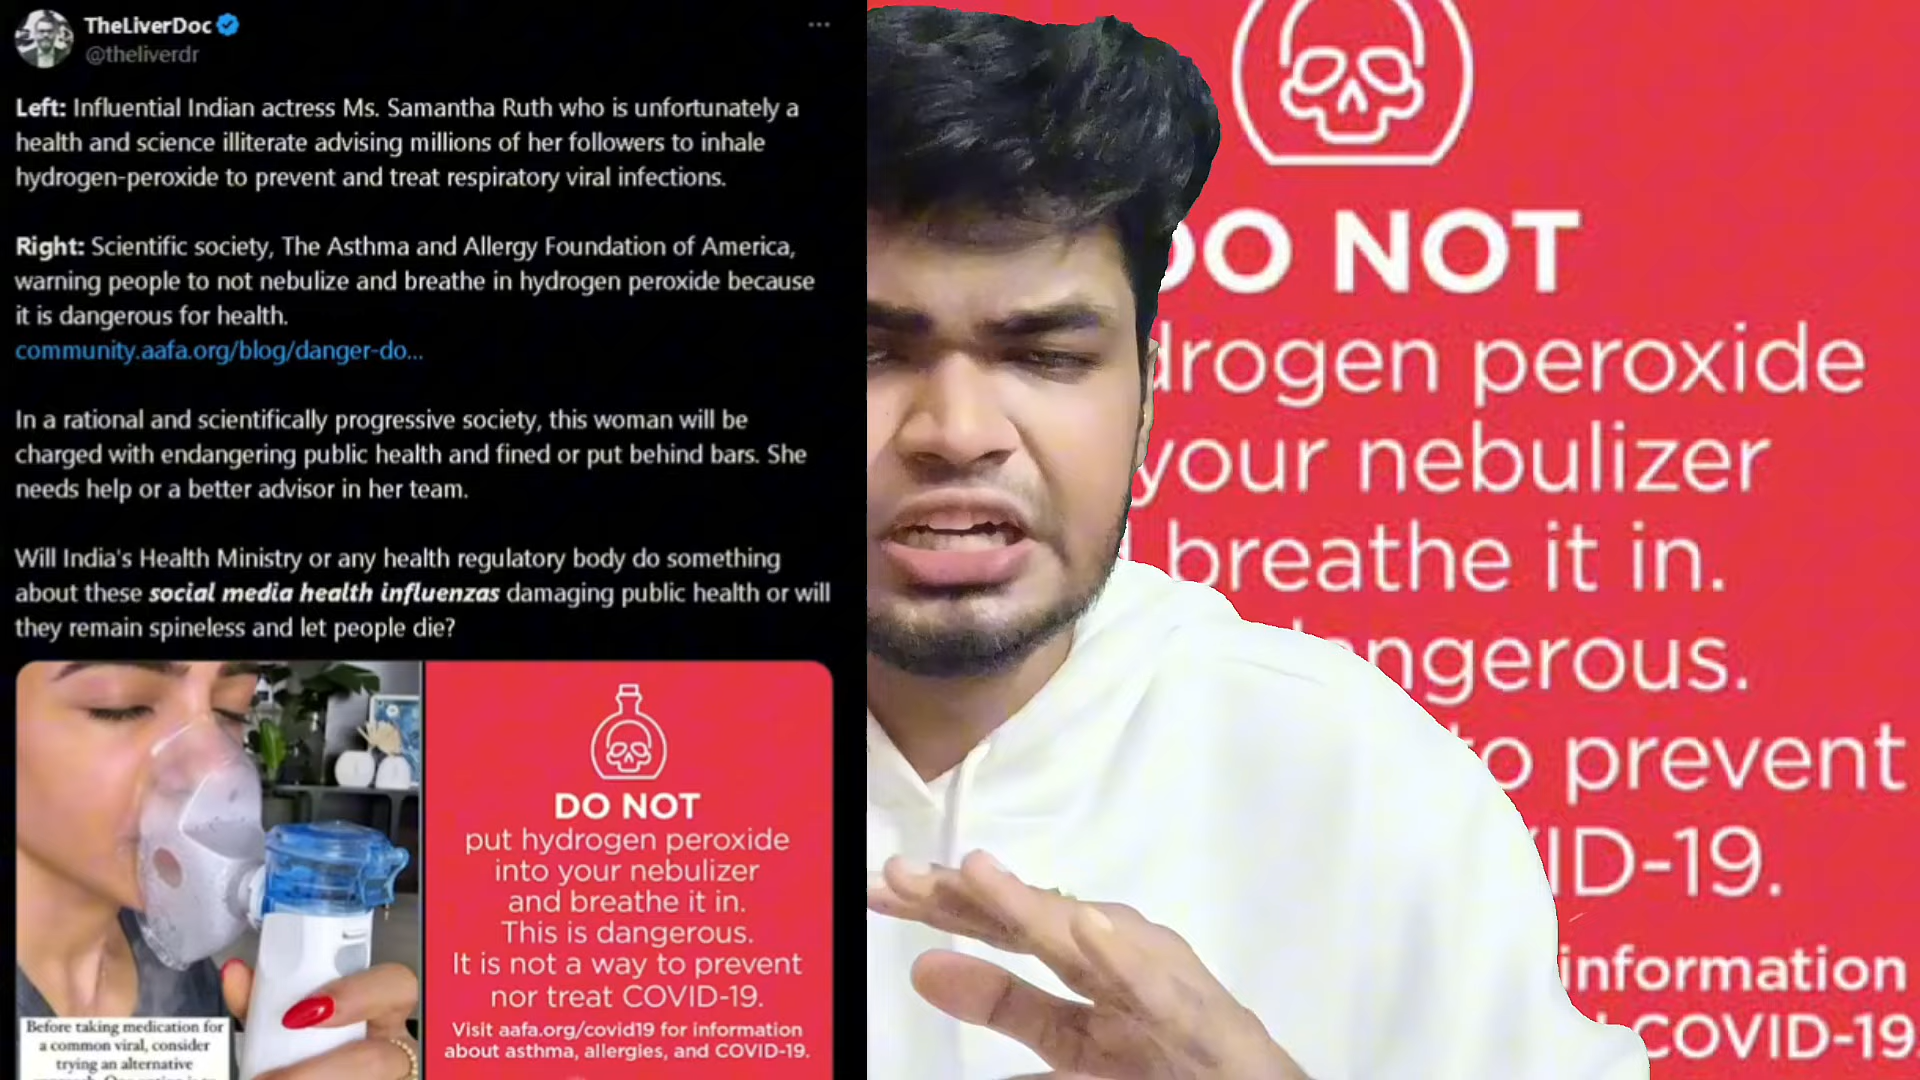 TheLiverDoc
@theliverdr
Left: Influential Indian actress Ms. Samantha Ruth who is unfortunately a
health and science illiterate advising millions of her followers to inhale
hydrogen-peroxide to prevent and treat respiratory viral infections.
Right: Scientific society, The Asthma and Allergy Foundation of America,
warning people to not nebulize and breathe in hydrogen peroxide because
it is dangerous for health.
community.aafa.org/blog/danger-do...
In a rational and scientifically progressive society, this woman will be
charged with endangering public health and fined or put behind bars. She
needs help or a better advisor in her team.
Will India's Health Ministry or any health regulatory body do something
about these social media health influenzas damaging public health or will
they remain spineless and let people die?
Before taking medication for
a common viral, consider
trying an alternative
DO NOT
put hydrogen peroxide
into your nebulizer
and breathe it in.
This is dangerous.
It is not a way to prevent
nor treat COVID-19.
Visit aafa.org/covid19 for information
about asthma, allergies, and COVID-19.
DO NOT
drogen peroxide
your nebulizer
breathe it in.
ngerous.
to prevent
ID-19.
information
COVID-19